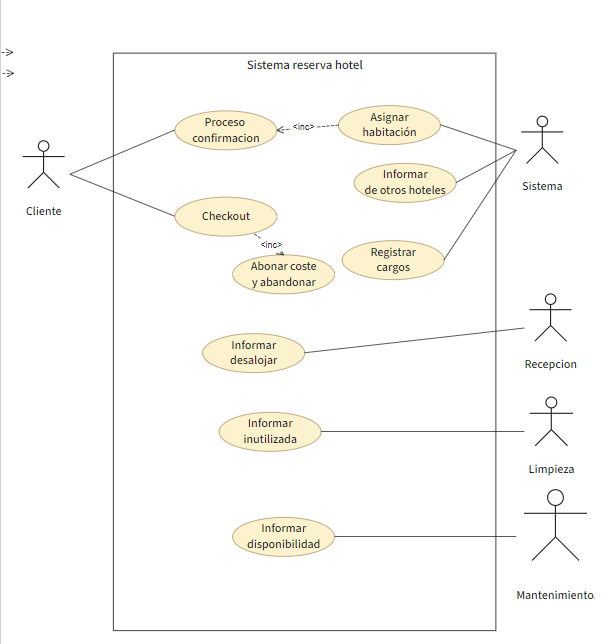 Sistema reserva hotel
Proceso
confirmacion
<inc>
Asignar
habitación
Informar
de otros hoteles
Sistema
Cliente
Checkout
<inc>
Abonar coste
y abandonar
Registrar
cargos
Informar
desalojar
Recepcion
Informar
inutilizada
Limpieza
Informar
disponibilidad
Mantenimiento